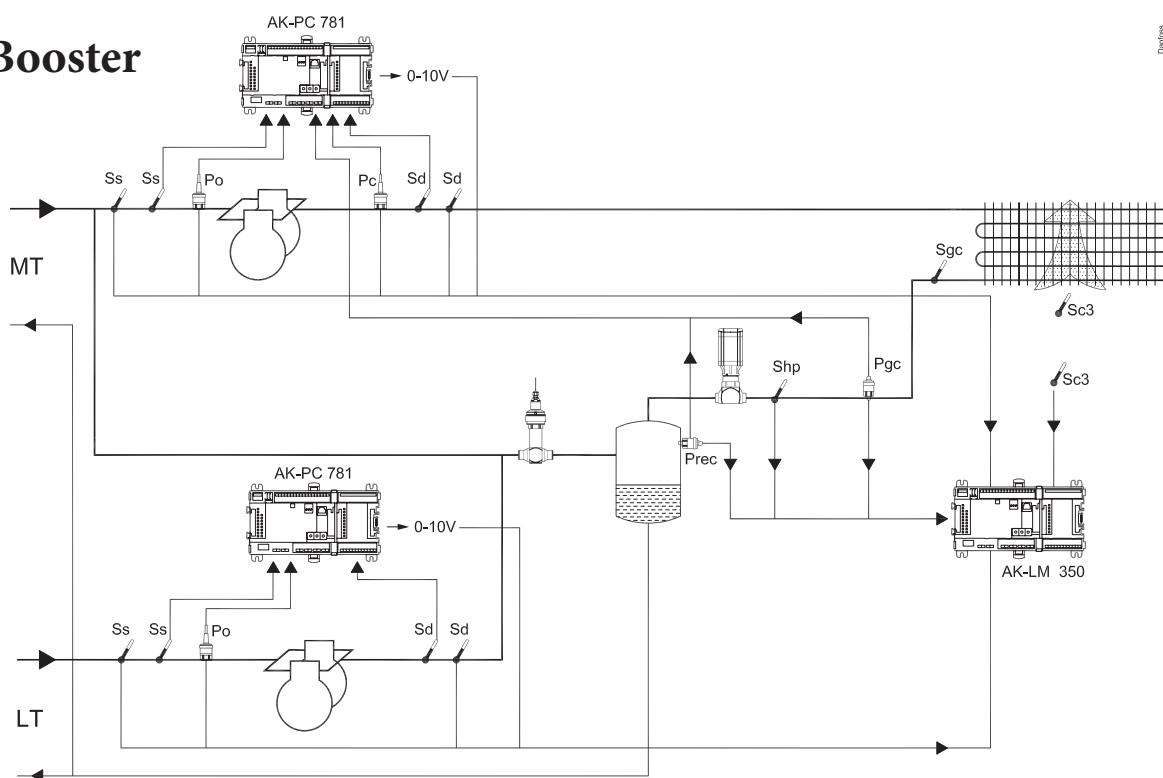 Booster
AK-PC 781
0-10V
Danfoss
Ss
Ss
Po
Pc
Sd
Sd
MT
Sgc
Sc3
Shp
Pgc
Sc3
Prec
AK-PC 781
0-10V
AK-LM 350
Ss
Ss
Po
Sd
Sd
LT